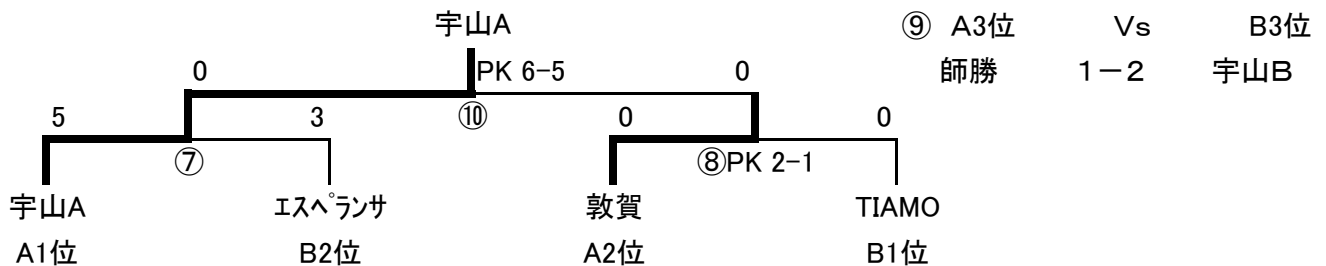 宇山A
⑨ A3位 Vs B3位
0 PK 6-5 0
師勝 1-2 宇山B
5 3 ⑩ 0 0
⑦ ⑧PK 2-1
宇山A ｴｽﾍﾟﾗﾝｻ 敦賀 TIAMO
A1位 B2位 A2位 B1位